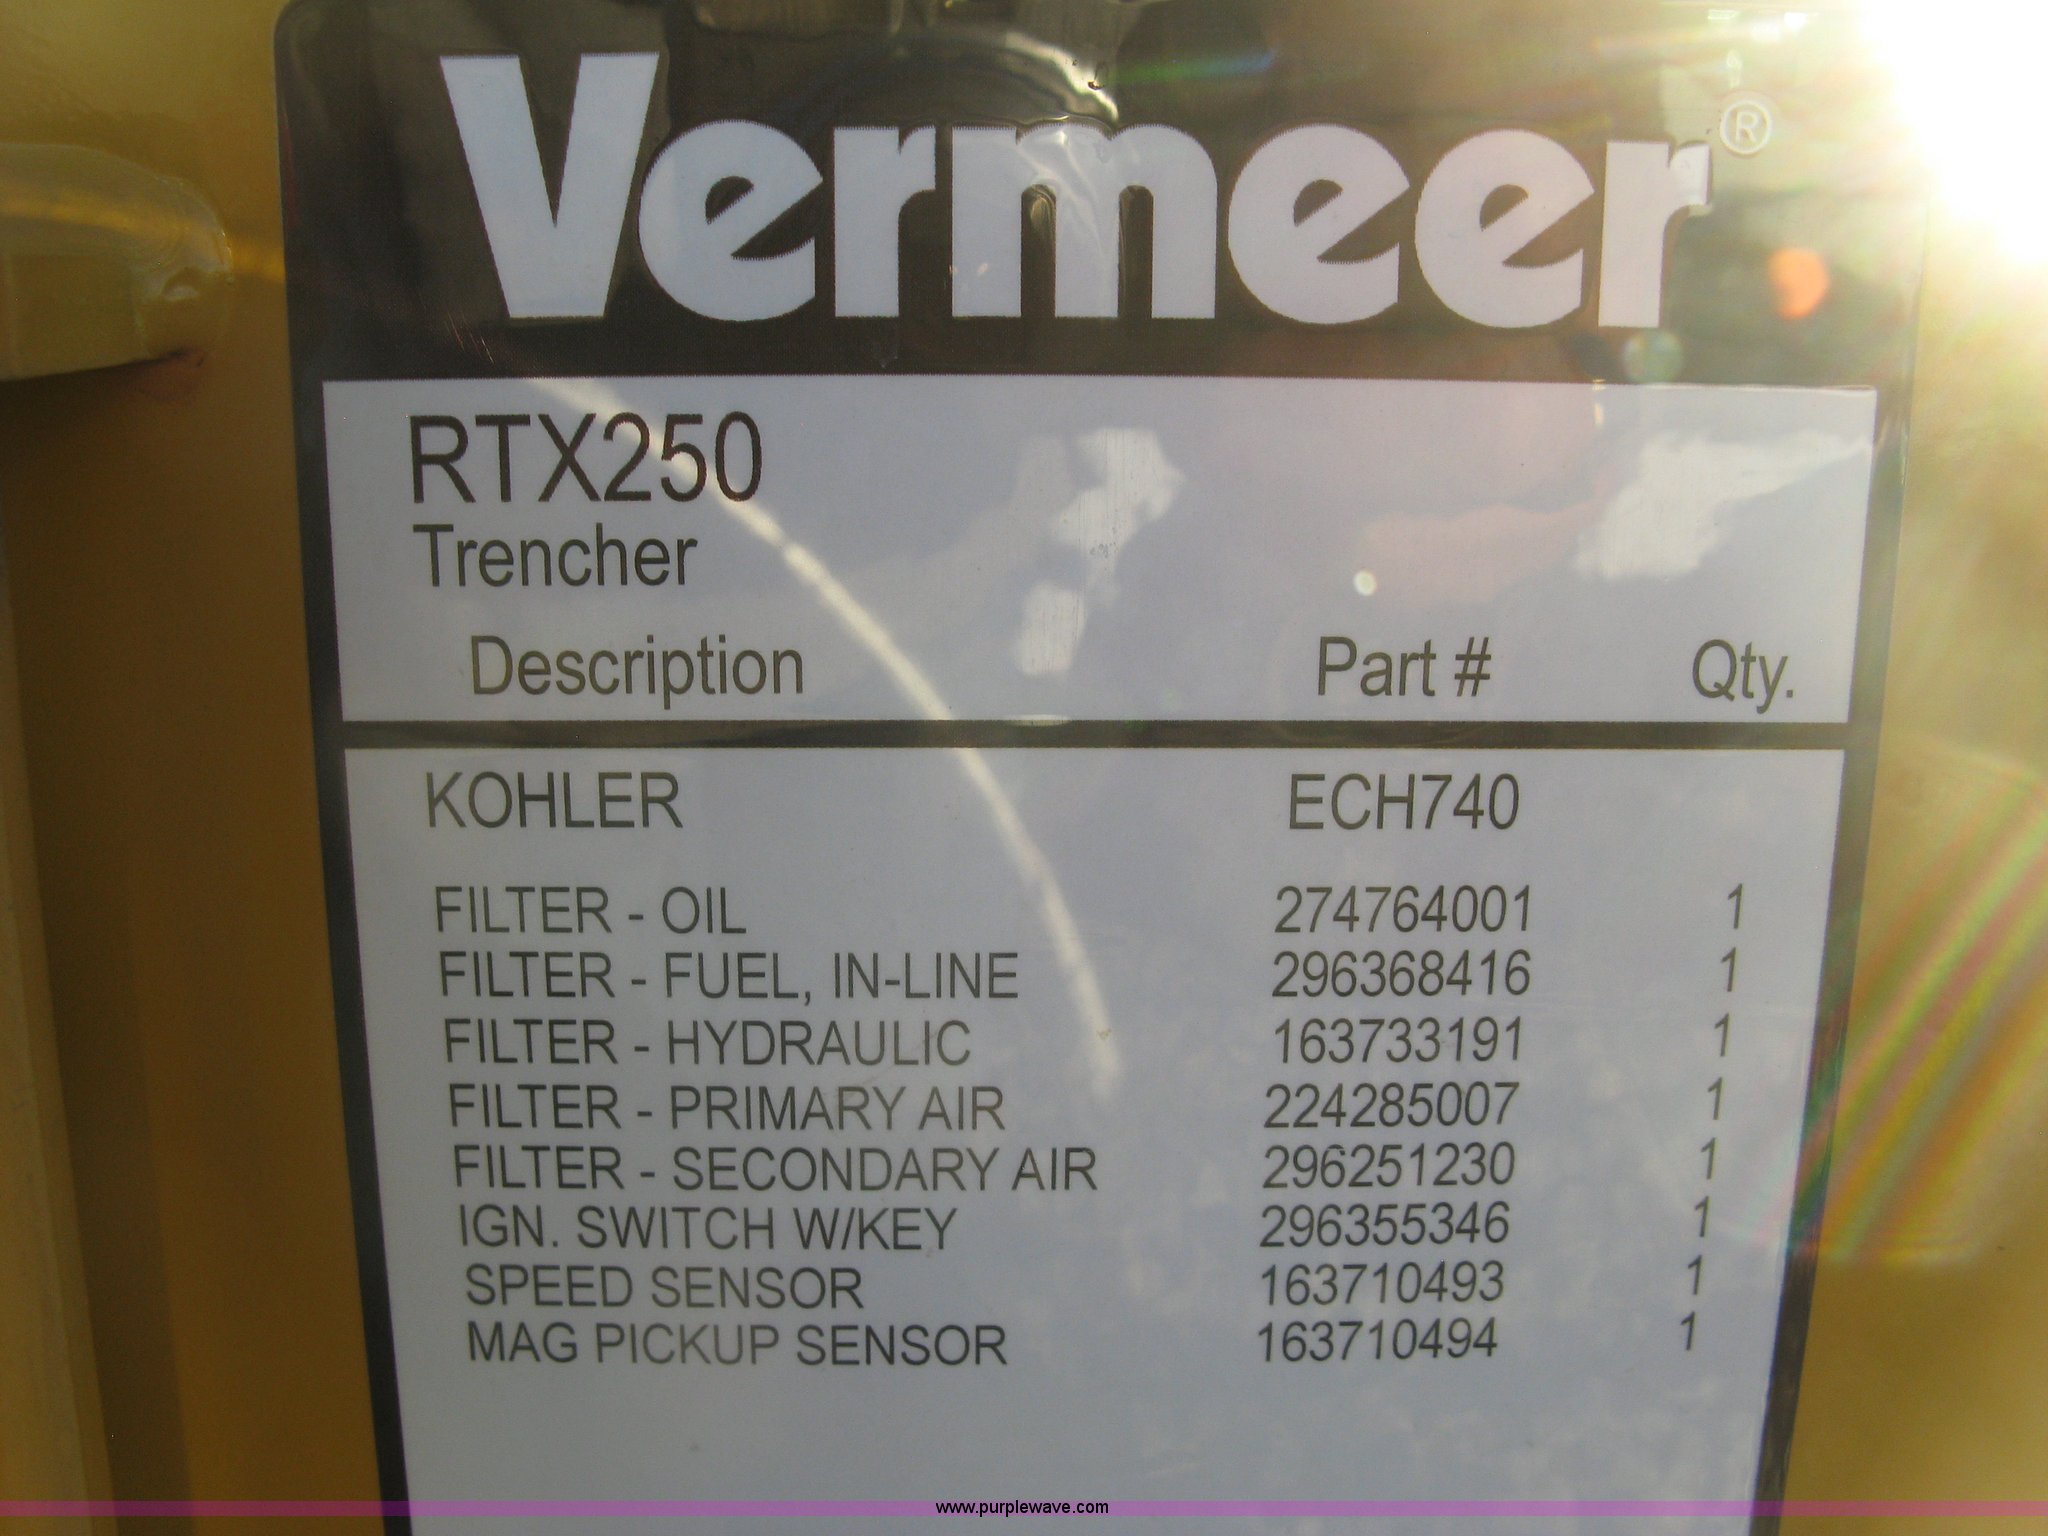 Vermeer®
RTX250
Trencher
Description Part # Qty.
KOHLER ECH740
FILTER - OIL 274764001 1
FILTER - FUEL, IN-LINE 296368416 1
FILTER - HYDRAULIC 163733191 1
FILTER - PRIMARY AIR 224285007 1
FILTER - SECONDARY AIR 296251230 1
IGN. SWITCH W/KEY 296355346 1
SPEED SENSOR 163710493 1
MAG PICKUP SENSOR 163710494 1
www.purplewave.com